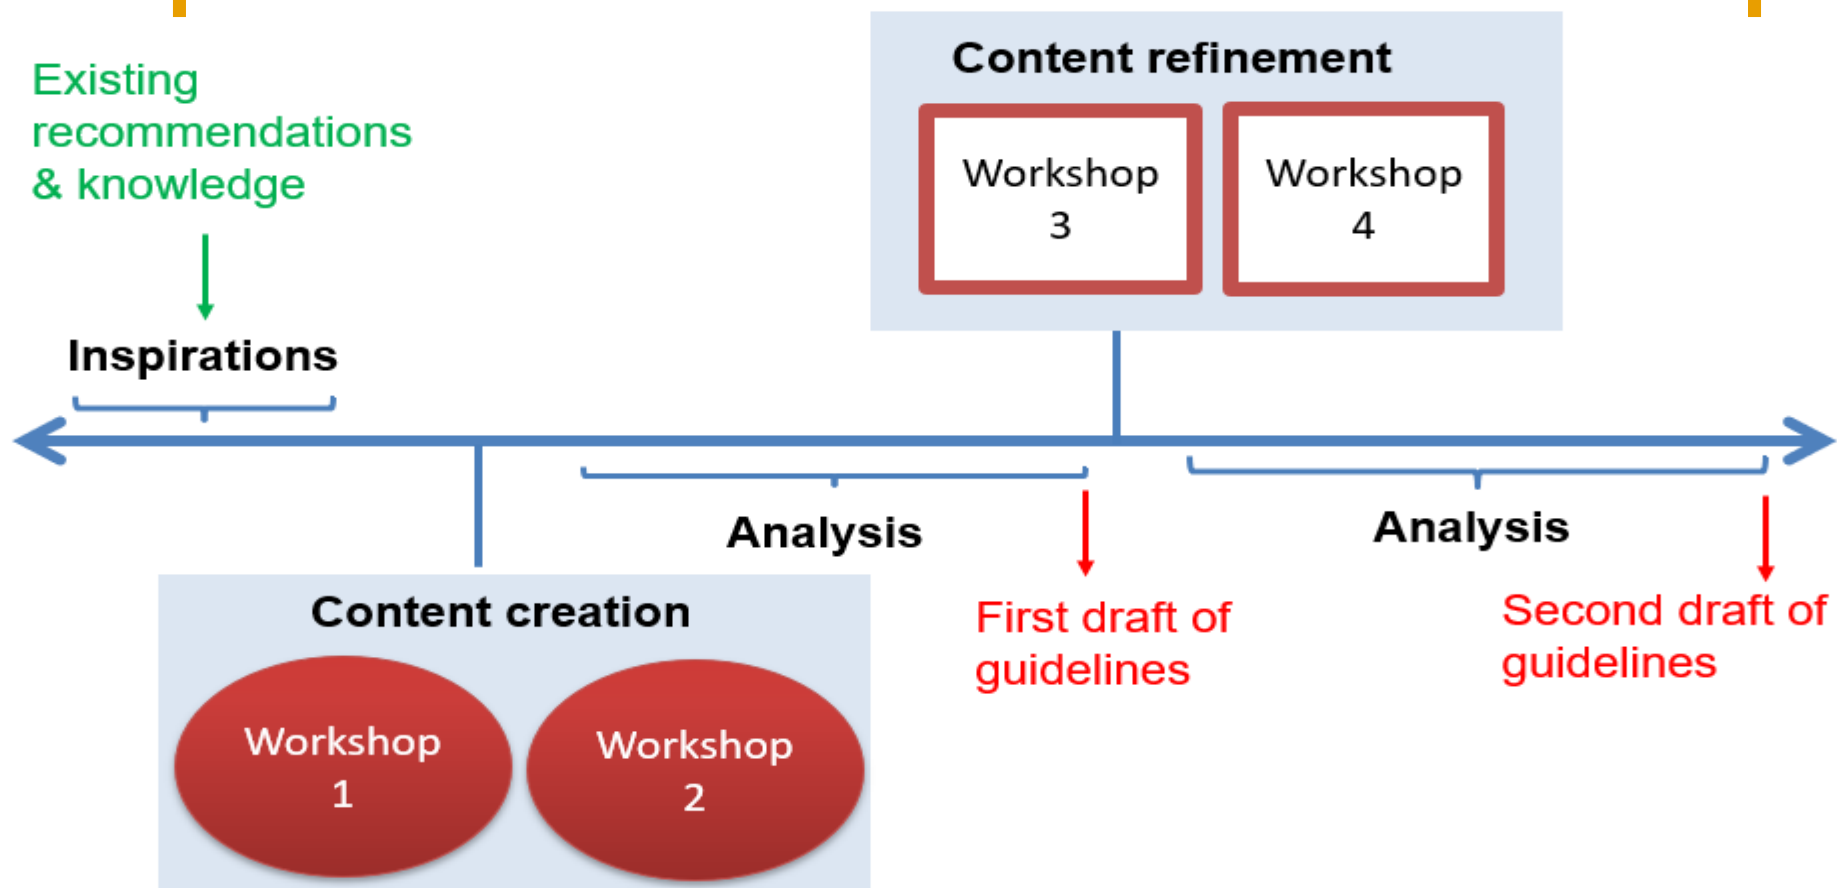 Existing
recommendations
& knowledge
Inspirations
Content refinement
Workshop
3
Workshop
4
Analysis
Analysis
First draft of
guidelines
Second draft of
guidelines
Content creation
Workshop
1
Workshop
2